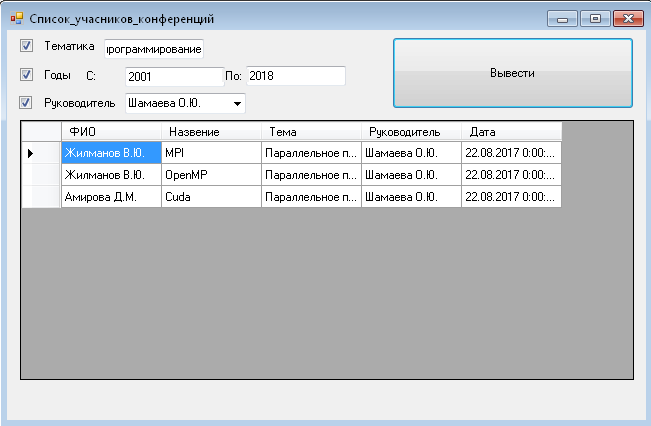 Список_учасников_конференций
Тематика программирование
Годы С: 2001 По: 2018
Руководитель Шамаева О.Ю.
Вывести
ФИО Назвение Тема Руководитель Дата
Жилманов В.Ю. MPI Параллельное п... Шамаева О.Ю. 22.08.2017 0:00:...
Жилманов В.Ю. OpenMP Параллельное п... Шамаева О.Ю. 22.08.2017 0:00:...
Амирова Д.М. Cuda Параллельное п... Шамаева О.Ю. 22.08.2017 0:00:...